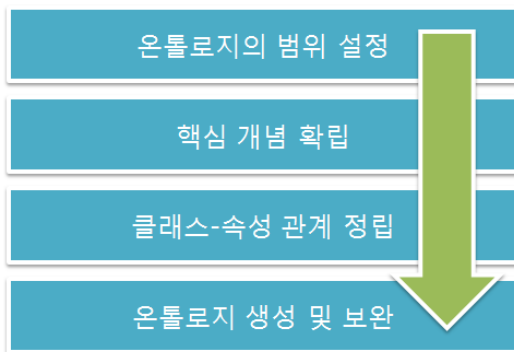 온톨로지의 범위 설정
핵심 개념 확립
클래스-속성 관계 정립
온톨로지 생성 및 보완